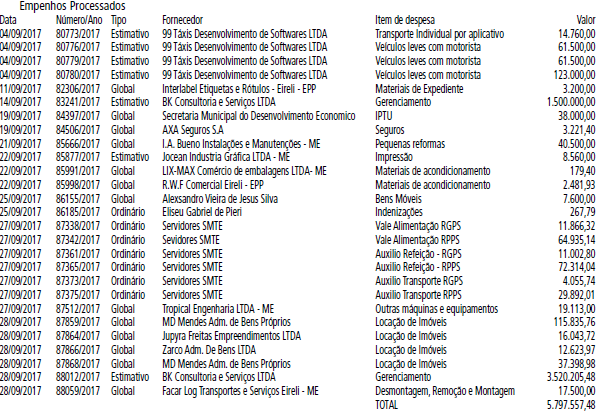 Empenhos Processados
Data Número/Ano Tipo Fornecedor Item de despesa Valor
04/09/2017 80773/2017 Estimativo 99 Táxis Desenvolvimento de Softwares LTDA Transporte Individual por aplicativo 14.760,00
04/09/2017 80776/2017 Estimativo 99 Táxis Desenvolvimento de Softwares LTDA Veículos leves com motorista 61.500,00
04/09/2017 80779/2017 Estimativo 99 Táxis Desenvolvimento de Softwares LTDA Veículos leves com motorista 61.500,00
04/09/2017 80780/2017 Estimativo 99 Táxis Desenvolvimento de Softwares LTDA Veículos leves com motorista 123.000,00
11/09/2017 82306/2017 Global Interlabel Etiquetas e Rótulos - Eireli - EPP Materiais de Expediente 3.200,00
14/09/2017 83241/2017 Estimativo BK Consultoria e Serviços LTDA Gerenciamento 1.500.000,00
19/09/2017 84397/2017 Global Secretaria Municipal do Desenvolvimento Economico IPTU 38.000,00
19/09/2017 84506/2017 Global AXA Seguros S.A Seguros 3.221,40
21/09/2017 85666/2017 Global I.A. Bueno Instalações e Manutenções - ME Pequenas reformas 40.500,00
22/09/2017 85877/2017 Estimativo Jocean Industria Gráfica LTDA - ME Impressão 8.560,00
22/09/2017 85991/2017 Global LIX-MAX Comércio de embalagens LTDA- ME Materiais de acondicionamento 179,40
22/09/2017 85998/2017 Global R.W.F Comercial Eireli - EPP Materiais de acondicionamento 2.481,93
25/09/2017 86155/2017 Global Alexsandro Vieira de Jesus Silva Bens Móveis 7.600,00
25/09/2017 86185/2017 Ordinário Eliseu Gabriel de Pieri Indenizações 267,79
27/09/2017 87338/2017 Ordinário Servidores SMTE Vale Alimentação RGPS 11.866,32
27/09/2017 87342/2017 Ordinário Sevidores SMTE Vale Alimentação RPPS 64.935,14
27/09/2017 87361/2017 Ordinário Servidores SMTE Auxilio Refeição - RGPS 11.002,80
27/09/2017 87365/2017 Ordinário Servidores SMTE Auxilio Refeição - RPPS 72.314,04
27/09/2017 87373/2017 Ordinário Servidores SMTE Auxilio Transporte RGPS 4.055,74
27/09/2017 87375/2017 Ordinário Servidores SMTE Auxilio Transporte RPPS 29.892,01
27/09/2017 87512/2017 Global Tropical Engenharia LTDA - ME Outras máquinas e equipamentos 19.113,00
28/09/2017 87859/2017 Global MD Mendes Adm. de Bens Próprios Locação de Imóveis 115.835,76
28/09/2017 87864/2017 Global Jupyra Freitas Empreendimentos LTDA Locação de Imóveis 16.043,72
28/09/2017 87866/2017 Global Zarco Adm. De Bens LTDA Locação de Imóveis 12.623,97
28/09/2017 87868/2017 Global MD Mendes Adm. de Bens Próprios Locação de Imóveis 37.398,98
28/09/2017 88012/2017 Estimativo BK Consultoria e Serviços LTDA Gerenciamento 3.520.205,48
28/09/2017 88059/2017 Global Facar Log Transportes e Serviços Eireli - ME Desmontagem, Remoção e Montagem 17.500,00
TOTAL 5.797.557,48